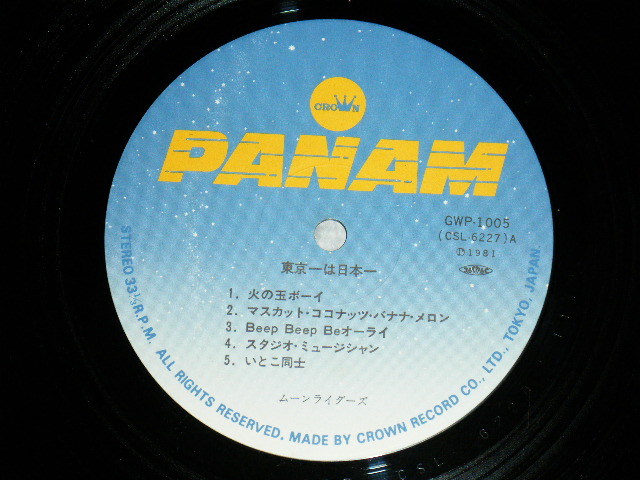 CROWN
PANAM
GWP-1005
(CSL 6227)A
Ⓟ1981
東京一は日本一
1. 火の玉ボーイ
2. マスカット・ココナッツ・バナナ・メロン
3. Beep Beep Beオーライ
4. スタジオ・ミュージシャン
5. いとこ同士
ムーンライダーズ
STEREO 33⅓R.P.M. ALL RIGHTS RESERVED. MADE BY CROWN RECORD CO., LTD., TOKYO, JAPAN